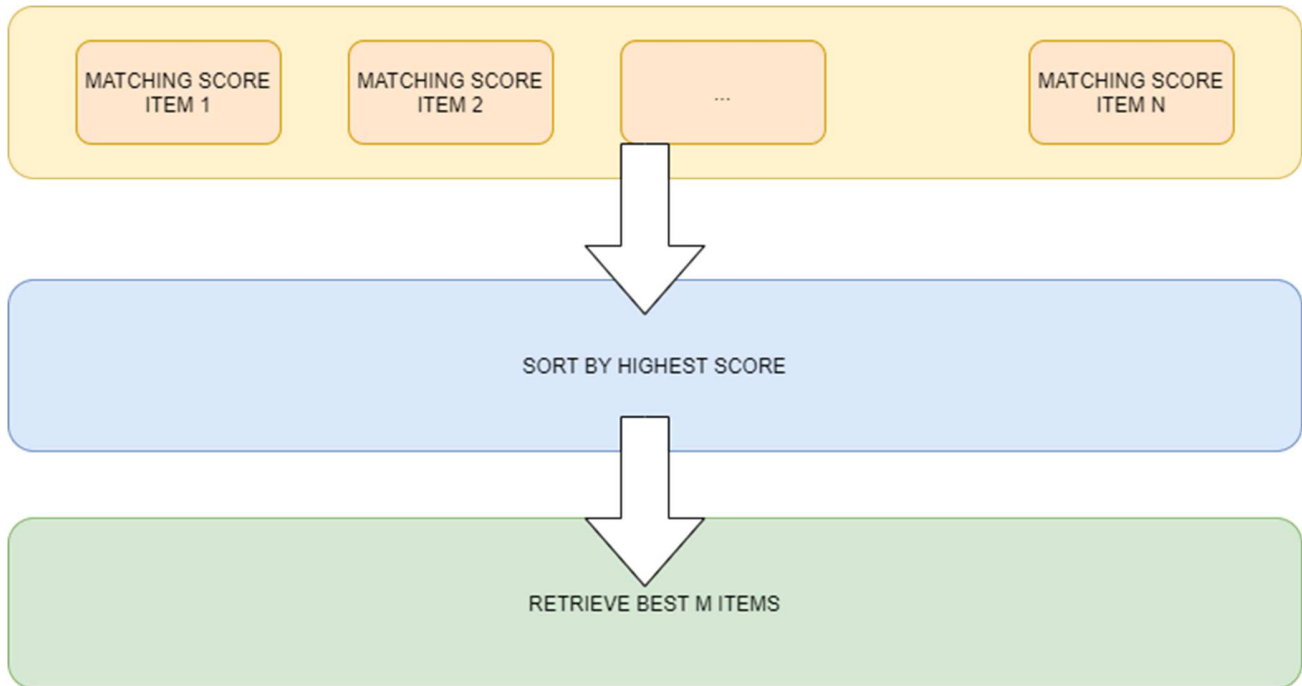 MATCHING SCORE
ITEM 1
MATCHING SCORE
ITEM 2
...
MATCHING SCORE
ITEM N
SORT BY HIGHEST SCORE
RETRIEVE BEST M ITEMS